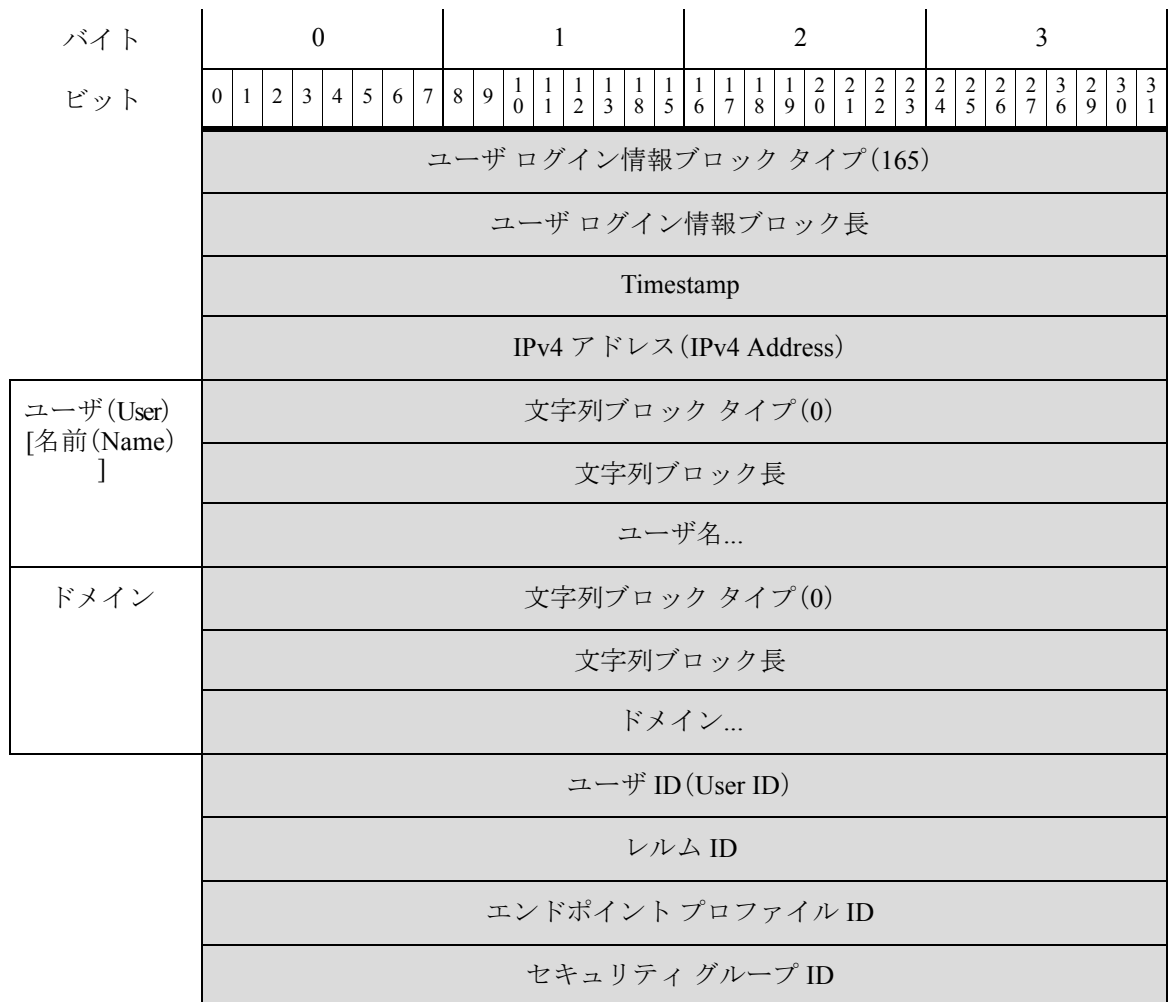 バイト 0 1 2 3
ビット 0 1 2 3 4 5 6 7 8 9 10 11 12 13 18 15 16 17 18 19 20 21 22 23 24 25 26 27 36 29 30 31
ユーザ ログイン情報ブロック タイプ(165)
ユーザ ログイン情報ブロック長
Timestamp
IPv4 アドレス(IPv4 Address)
ユーザ(User)
[名前(Name)
]
文字列ブロック タイプ(0)
文字列ブロック長
ユーザ名...
ドメイン
文字列ブロック タイプ(0)
文字列ブロック長
ドメイン...
ユーザ ID(User ID)
レルム ID
エンドポイント プロファイル ID
セキュリティ グループ ID